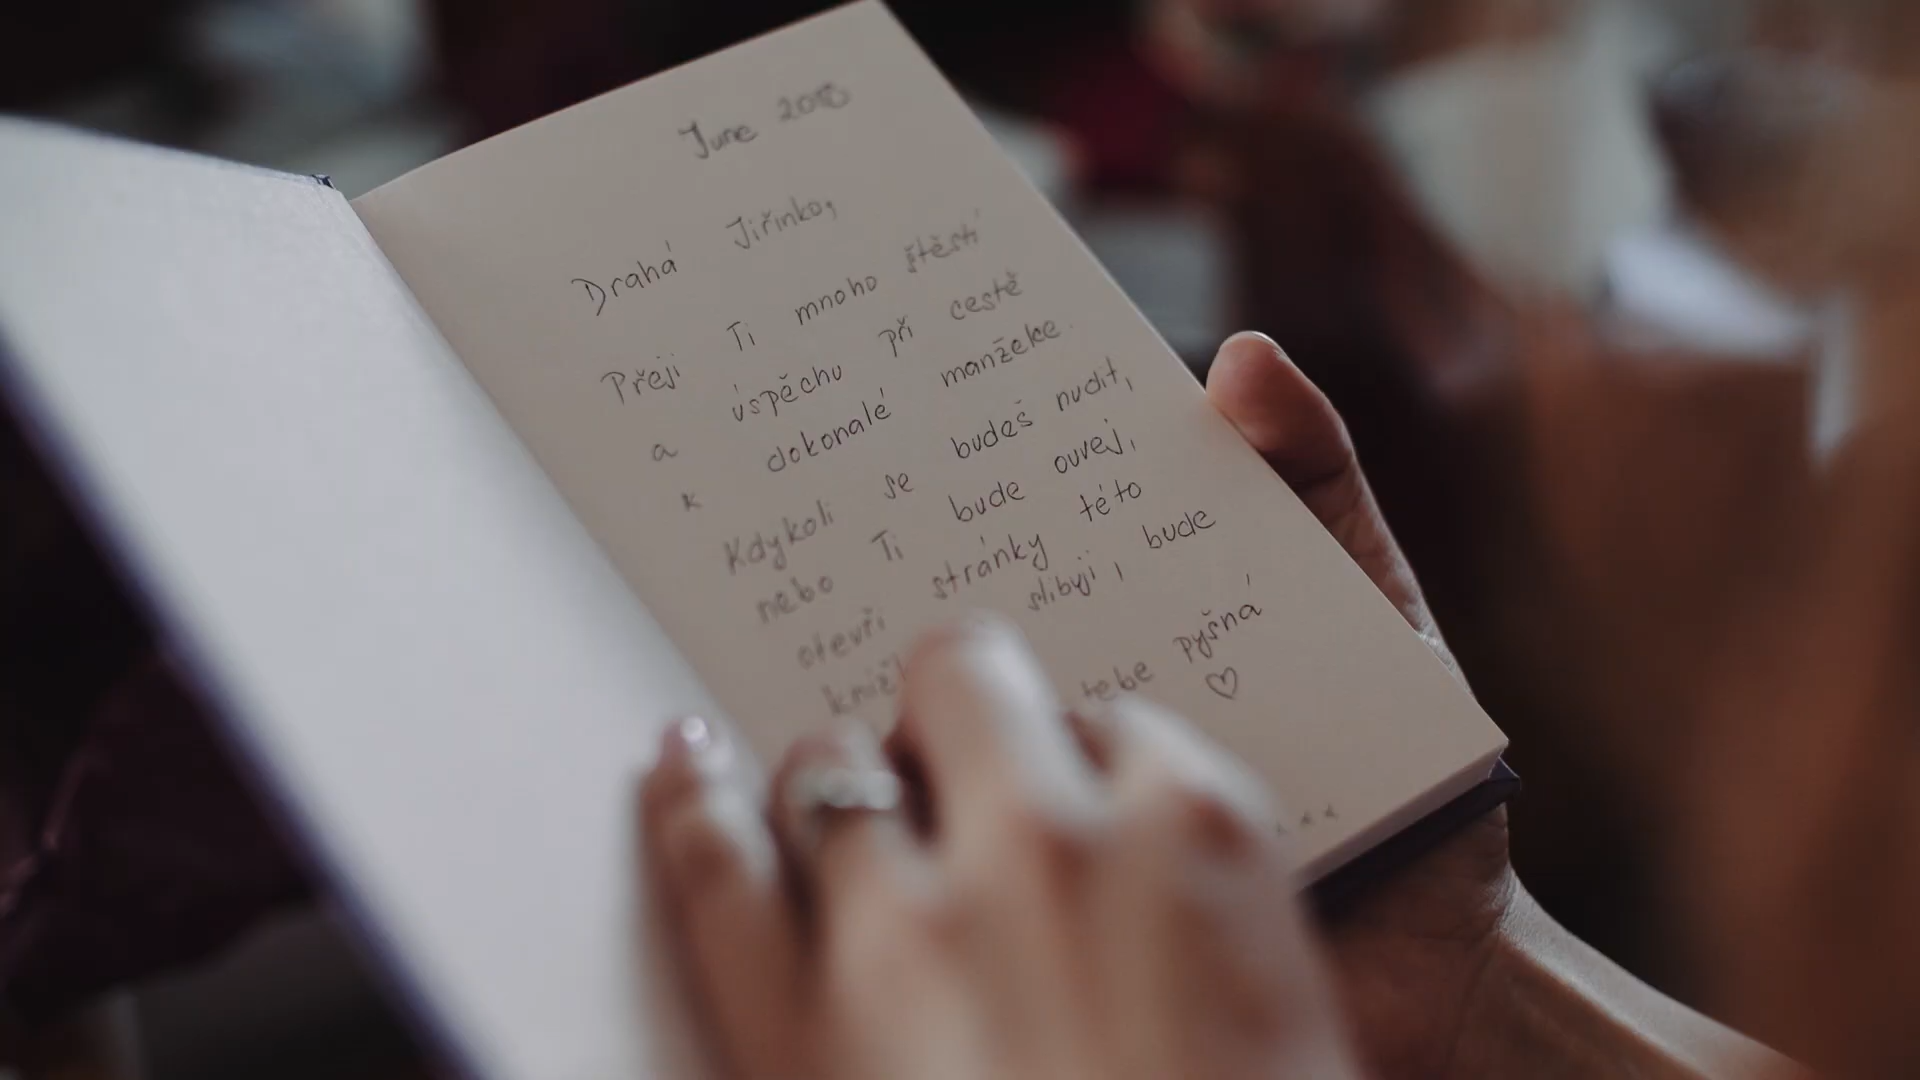 June 2018
Drahá Jiřinko,
Přeji Ti mnoho štěstí
a úspěchu při cestě
k dokonalé manželce.
Kdykoli se budeš nudit,
nebo Ti bude ouvej,
otevři stránky této
slibuji, bude
tebe pyšná
♡